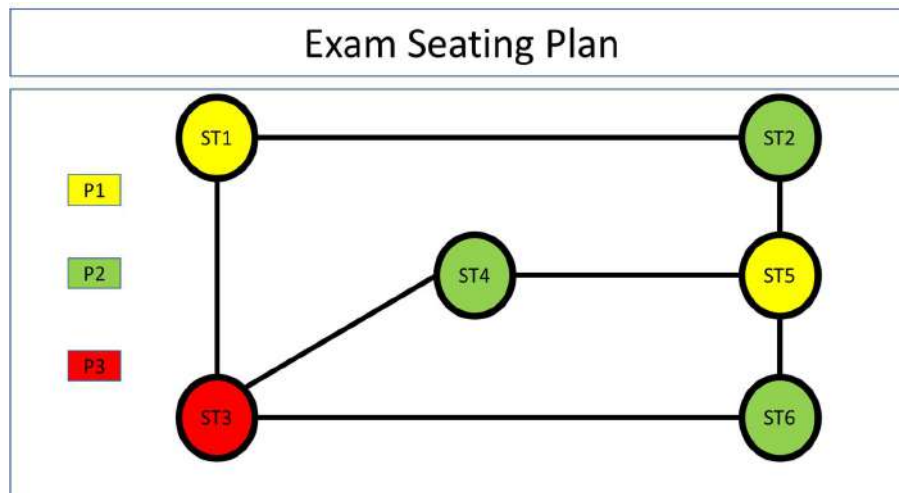 Exam Seating Plan
ST1
ST2
P1
P2
ST4
ST5
P3
ST3
ST6